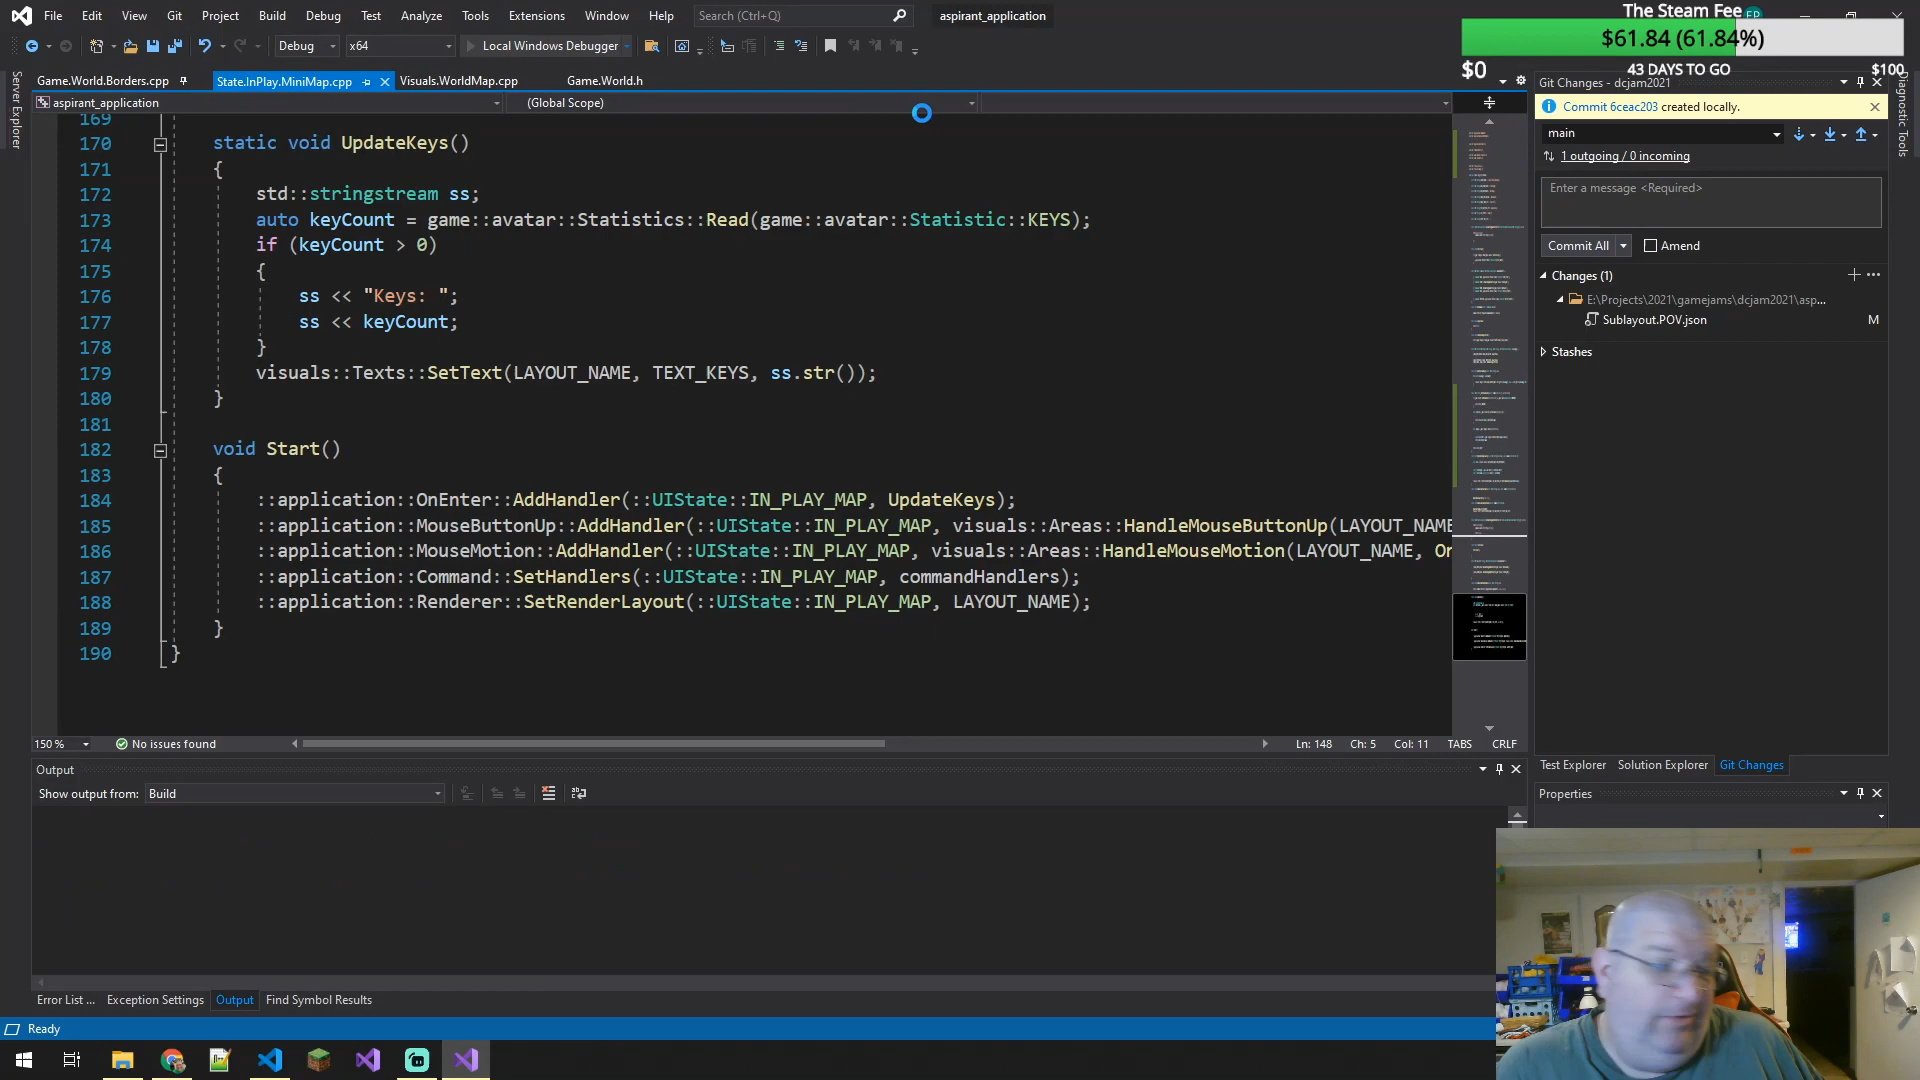 File Edit View Git Project Build Debug Test Analyze Tools Extensions Window Help Search (Ctrl+Q) aspirant_application
The Steam Fee
$61.84 (61.84%)
$0 43 DAYS TO GO $100
Debug x64 Local Windows Debugger
Game.World.Borders.cpp State.InPlay.MiniMap.cpp Visuals.WorldMap.cpp Game.World.h
aspirant_application (Global Scope)
169
170 static void UpdateKeys()
171 {
172 std::stringstream ss;
173 auto keyCount = game::avatar::Statistics::Read(game::avatar::Statistic::KEYS);
174 if (keyCount > 0)
175 {
176 ss << "Keys: ";
177 ss << keyCount;
178 }
179 visuals::Texts::SetText(LAYOUT_NAME, TEXT_KEYS, ss.str());
180 }
181
182 void Start()
183 {
184 ::application::OnEnter::AddHandler(::UIState::IN_PLAY_MAP, UpdateKeys);
185 ::application::MouseButtonUp::AddHandler(::UIState::IN_PLAY_MAP, visuals::Areas::HandleMouseButtonUp(LAYOUT_NAME
186 ::application::MouseMotion::AddHandler(::UIState::IN_PLAY_MAP, visuals::Areas::HandleMouseMotion(LAYOUT_NAME, On
187 ::application::Command::SetHandlers(::UIState::IN_PLAY_MAP, commandHandlers);
188 ::application::Renderer::SetRenderLayout(::UIState::IN_PLAY_MAP, LAYOUT_NAME);
189 }
190 }
150 % No issues found Ln: 148 Ch: 5 Col: 11 TABS CRLF
Output
Show output from: Build
Error List ... Exception Settings Output Find Symbol Results
Ready
Server Explorer
Git Changes - dcjam2021
Commit 6ceac203 created locally.
main
1 outgoing / 0 incoming
Enter a message <Required>
Commit All Amend
Changes (1)
E:\Projects\2021\gamejams\dcjam2021\asp...
Sublayout.POV.json M
Stashes
Test Explorer Solution Explorer Git Changes
Properties
Diagnostic Tools